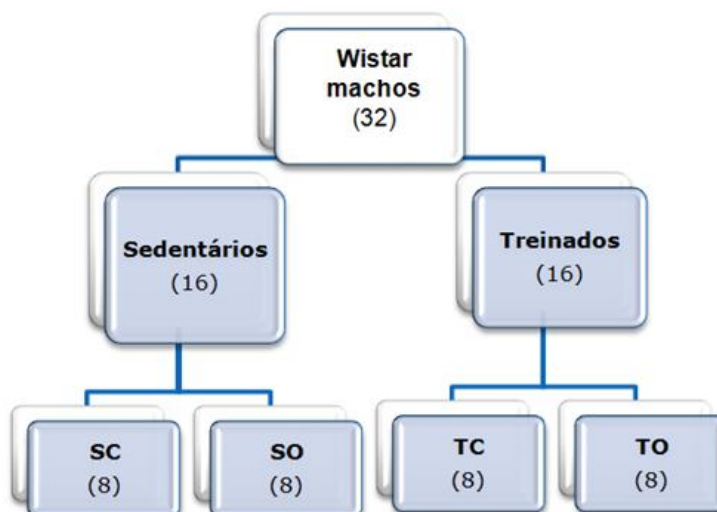 Wistar
machos
(32)
Sedentários
(16)
Treinados
(16)
SC
(8)
SO
(8)
TC
(8)
TO
(8)